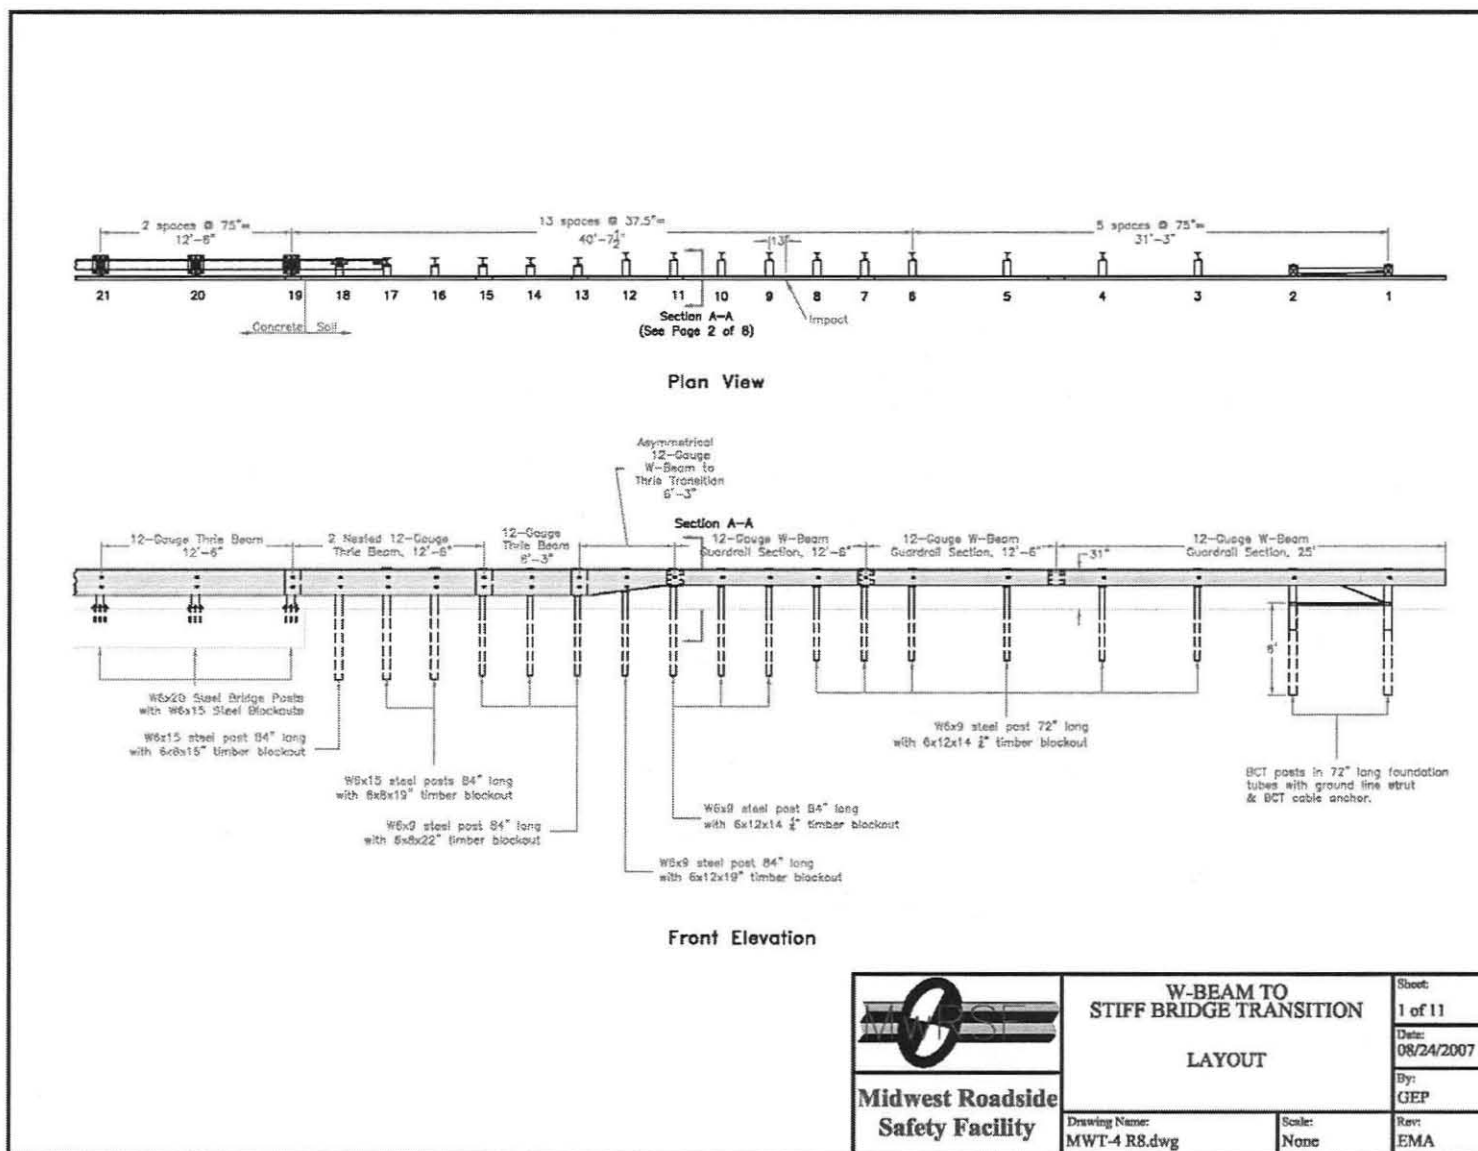 2 spaces @ 75"=
12'-6"
13 spaces @ 37.5"=
40'-7½"
5 spaces @ 75"=
31'-3"
13"
21 20 19 18 17 16 15 14 13 12 11 10 9 8 7 6 5 4 3 2 1
Concrete Soil
Section A-A
(See Page 2 of 8)
Impact
Plan View
Asymmetrical
12-Gauge
W-Beam to
Thrie Transition
6'-3"
Section A-A
12-Gauge Thrie Beam
12'-6"
2 Nested 12-Gauge
Thrie Beam, 12'-6"
12-Gauge
Thrie Beam
6'-3"
12-Gauge W-Beam
Guardrail Section, 12'-6"
12-Gauge W-Beam
Guardrail Section, 12'-6"
12-Guage W-Beam
Guardrail Section, 25'
31"
6'
W6x20 Steel Bridge Posts
with W6x15 Steel Blockouts
W6x15 steel post 84" long
with 6x8x15" timber blockout
W6x15 steel posts 84" long
with 6x8x19" timber blockout
W6x9 steel post 84" long
with 6x8x22" timber blockout
W6x9 steel post 84" long
with 6x12x19" timber blockout
W6x9 steel post 84" long
with 6x12x14 ¼" timber blockout
W6x9 steel post 72" long
with 6x12x14 ¼" timber blockout
BCT posts in 72" long foundation
tubes with ground line strut
& BCT cable anchor.
Front Elevation
MwRSF
Midwest Roadside
Safety Facility
W-BEAM TO
STIFF BRIDGE TRANSITION
LAYOUT
Drawing Name:
MWT-4 R8.dwg
Scale:
None
Sheet:
1 of 11
Date:
08/24/2007
By:
GEP
Rev:
EMA